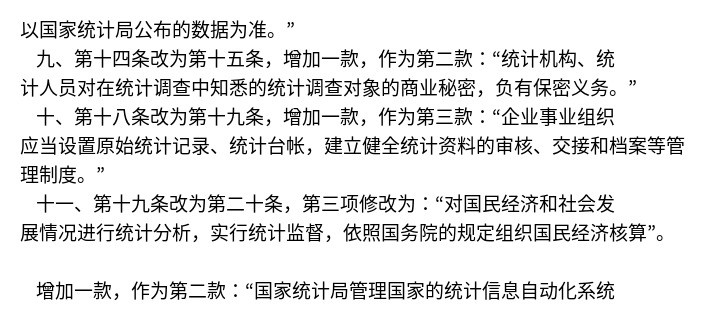 以国家统计局公布的数据为准。”
九、第十四条改为第十五条，增加一款，作为第二款：“统计机构、统
计人员对在统计调查中知悉的统计调查对象的商业秘密，负有保密义务。”
十、第十八条改为第十九条，增加一款，作为第三款：“企业事业组织
应当设置原始统计记录、统计台帐，建立健全统计资料的审核、交接和档案等管
理制度。”
十一、第十九条改为第二十条，第三项修改为：“对国民经济和社会发
展情况进行统计分析，实行统计监督，依照国务院的规定组织国民经济核算”。
增加一款，作为第二款：“国家统计局管理国家的统计信息自动化系统